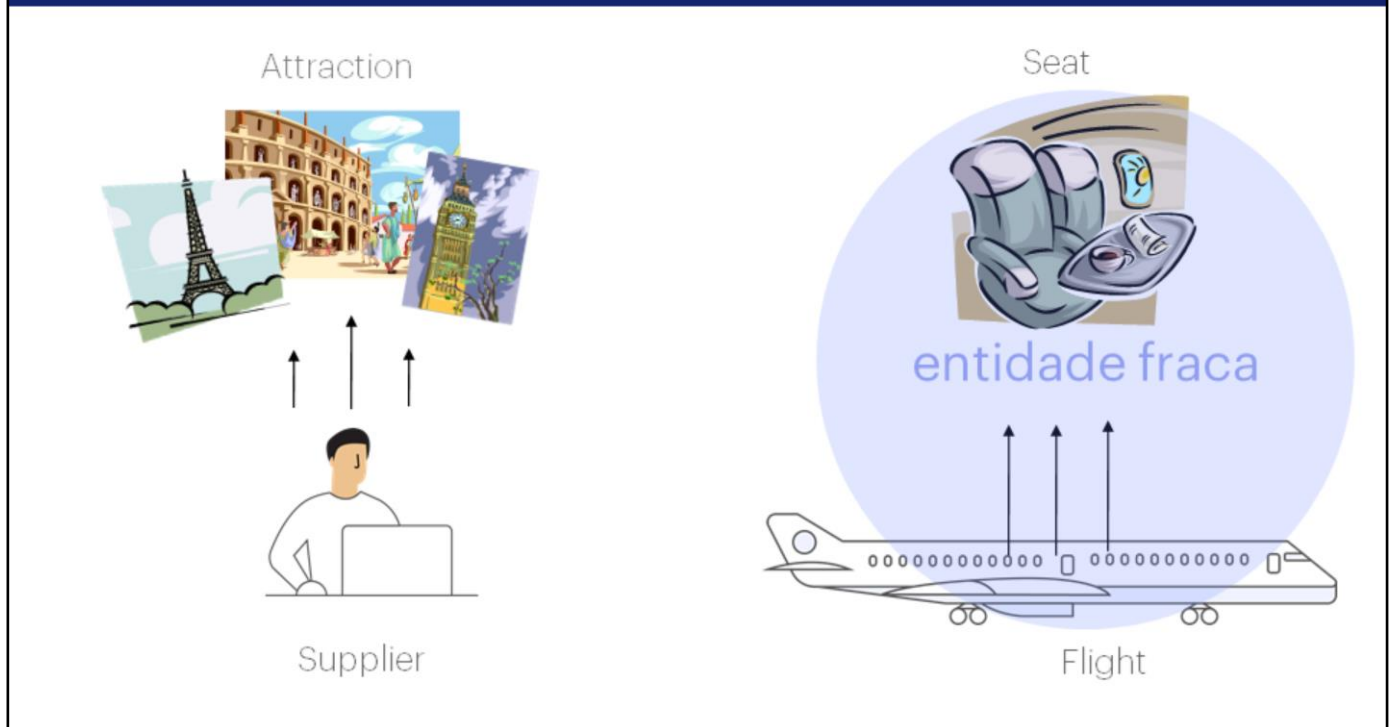 Attraction
Seat
entidade fraca
Supplier
Flight